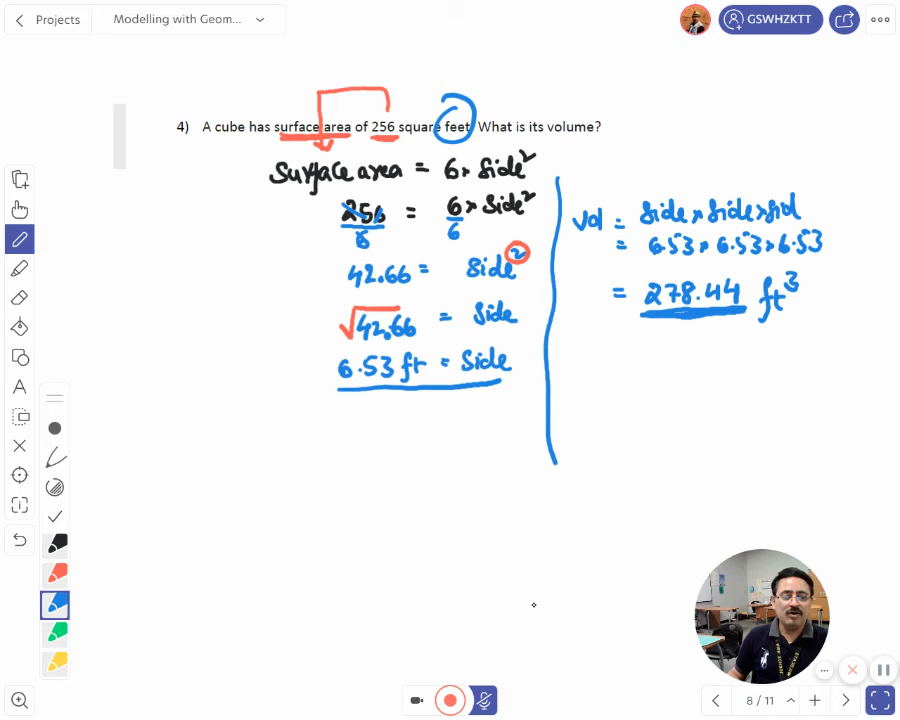 Projects
Modelling with Geom...
GSWHZKTT
4) A cube has surface area of 256 square feet. What is its volume?
Surface area = 6 × Side²
256 = 6 × Side²
6 6
42.66 = Side²
√42.66 = Side
6.53 ft = Side
Vol = Side × Side × Sid
= 6.53 × 6.53 × 6.53
= 278.44 ft³
A
8 / 11